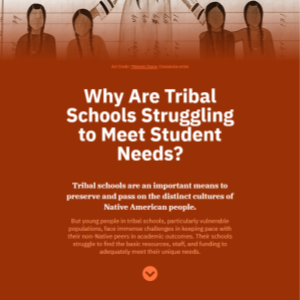 Why Are Tribal
Schools Struggling
to Meet Student
Needs?
Tribal schools are an important means to
preserve and pass on the distinct cultures of
Native American people.
But young people in tribal schools, particularly vulnerable
populations, face immense challenges in keeping pace with
their non-Native peers in academic outcomes. Their schools
struggle to find the basic resources, staff, and funding to
adequately meet their unique needs.